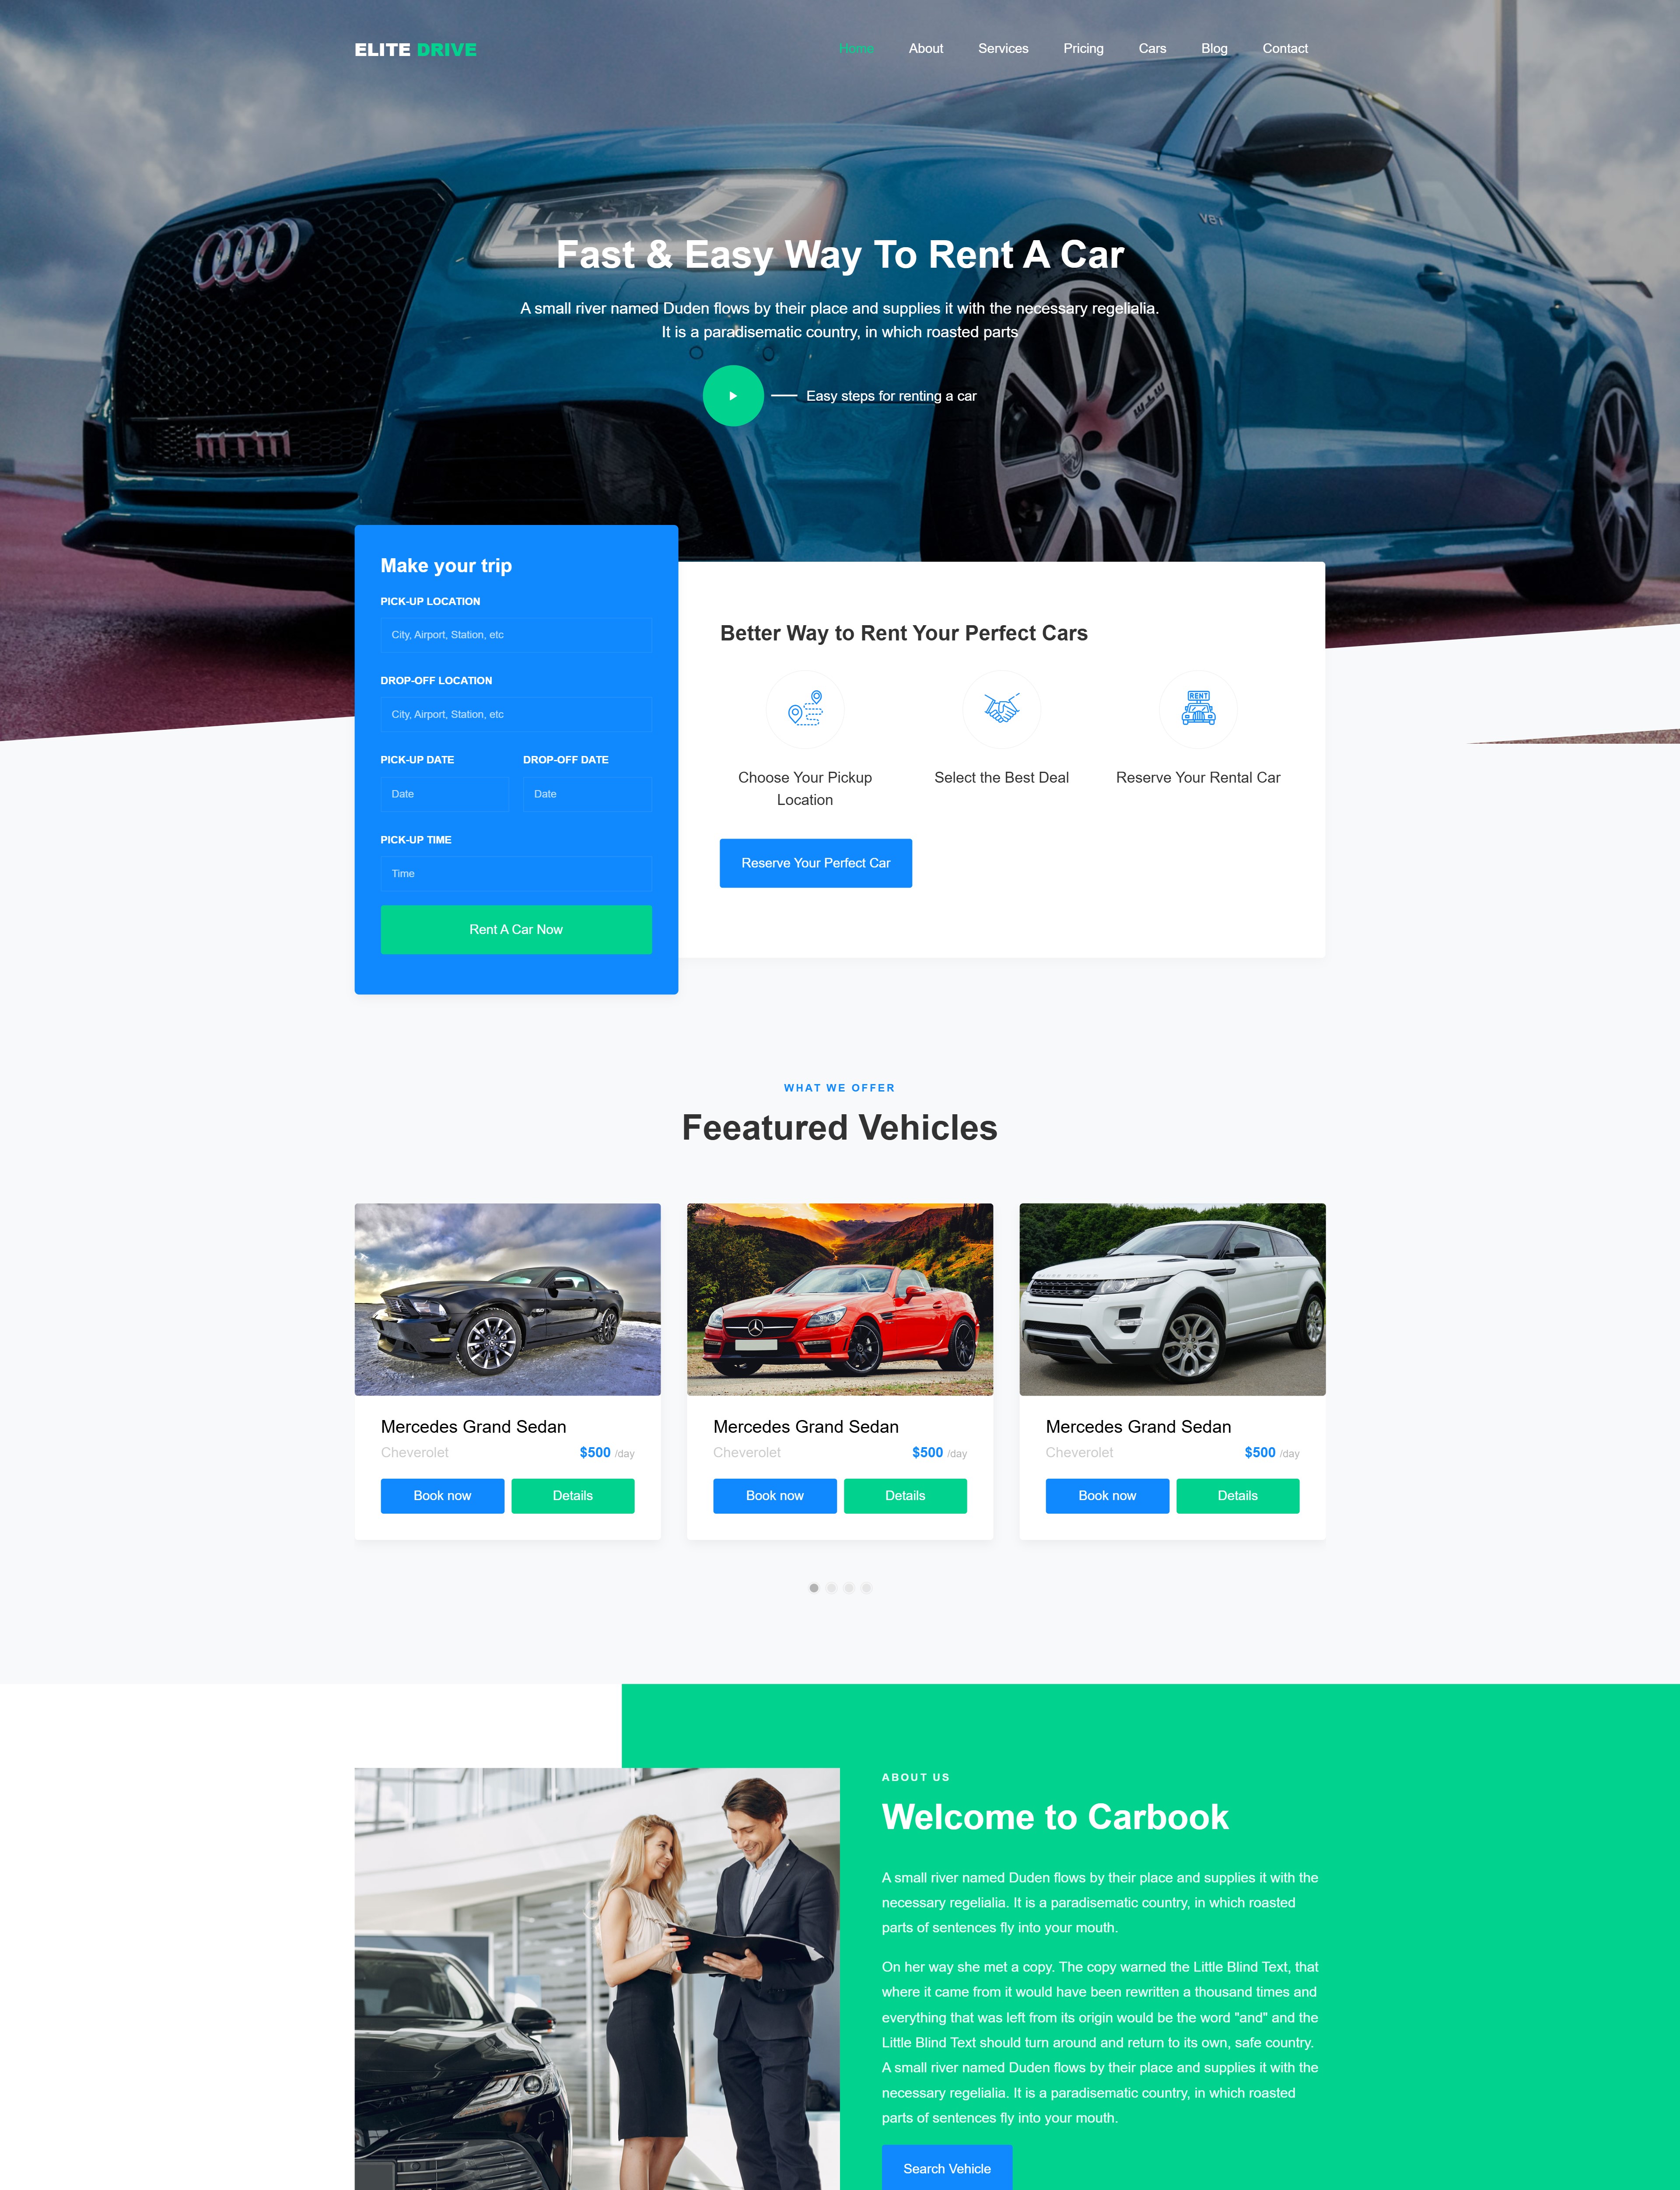 ELITE DRIVE
Home About Services Pricing Cars Blog Contact
V8T
Fast & Easy Way To Rent A Car
A small river named Duden flows by their place and supplies it with the necessary regelialia.
It is a paradisematic country, in which roasted parts
Easy steps for renting a car
Make your trip
PICK-UP LOCATION
City, Airport, Station, etc
DROP-OFF LOCATION
City, Airport, Station, etc
PICK-UP DATE DROP-OFF DATE
Date Date
PICK-UP TIME
Time
Rent A Car Now
Better Way to Rent Your Perfect Cars
RENT
Choose Your Pickup
Location
Select the Best Deal
Reserve Your Rental Car
Reserve Your Perfect Car
WHAT WE OFFER
Feeatured Vehicles
Mercedes Grand Sedan
Cheverolet $500 /day
Book now Details
Mercedes Grand Sedan
Cheverolet $500 /day
Book now Details
Mercedes Grand Sedan
Cheverolet $500 /day
Book now Details
ABOUT US
Welcome to Carbook
A small river named Duden flows by their place and supplies it with the
necessary regelialia. It is a paradisematic country, in which roasted
parts of sentences fly into your mouth.
On her way she met a copy. The copy warned the Little Blind Text, that
where it came from it would have been rewritten a thousand times and
everything that was left from its origin would be the word "and" and the
Little Blind Text should turn around and return to its own, safe country.
A small river named Duden flows by their place and supplies it with the
necessary regelialia. It is a paradisematic country, in which roasted
parts of sentences fly into your mouth.
Search Vehicle